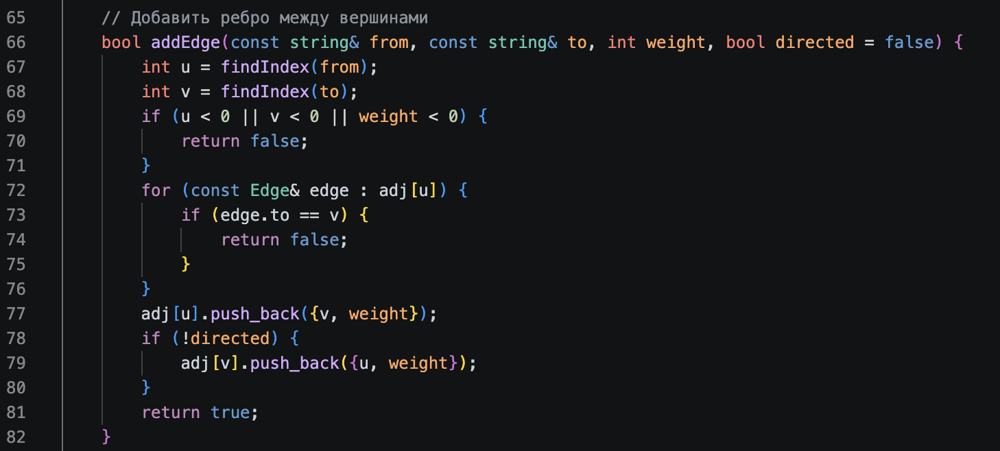 65 // Добавить ребро между вершинами
66 bool addEdge(const string& from, const string& to, int weight, bool directed = false) {
67     int u = findIndex(from);
68     int v = findIndex(to);
69     if (u < 0 || v < 0 || weight < 0) {
70         return false;
71     }
72     for (const Edge& edge : adj[u]) {
73         if (edge.to == v) {
74             return false;
75         }
76     }
77     adj[u].push_back({v, weight});
78     if (!directed) {
79         adj[v].push_back({u, weight});
80     }
81     return true;
82 }